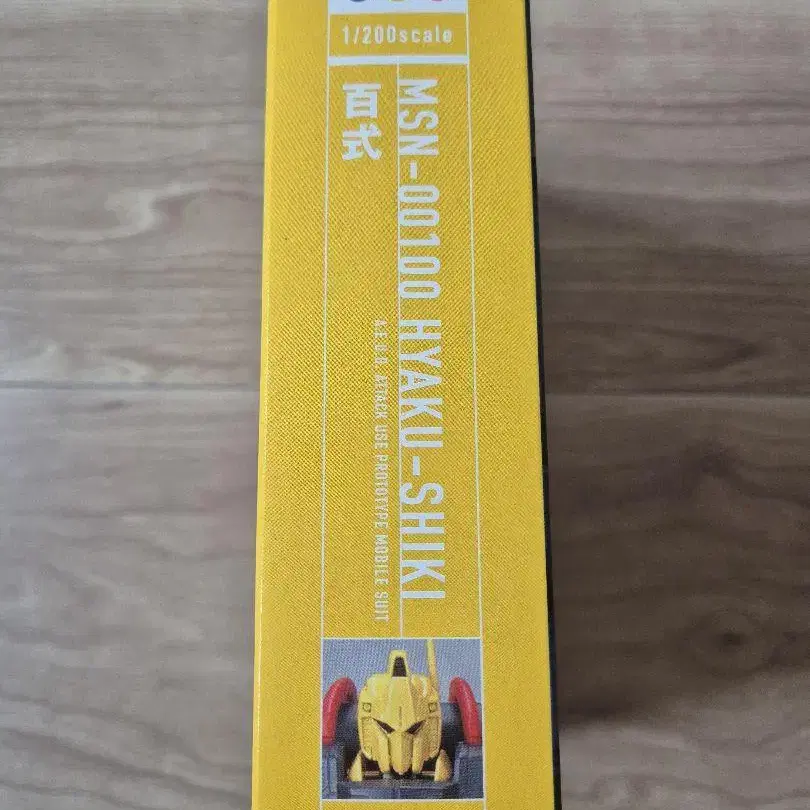 1/200scale
百式
MSN-00100 HYAKU-SHIKI
A.E.U.G. ATTACK USE PROTOTYPE MOBILE SUIT